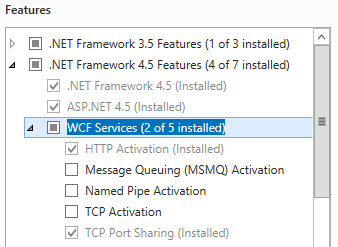 Features
.NET Framework 3.5 Features (1 of 3 installed)
.NET Framework 4.5 Features (4 of 7 installed)
.NET Framework 4.5 (Installed)
ASP.NET 4.5 (Installed)
WCF Services (2 of 5 installed)
HTTP Activation (Installed)
Message Queuing (MSMQ) Activation
Named Pipe Activation
TCP Activation
TCP Port Sharing (Installed)